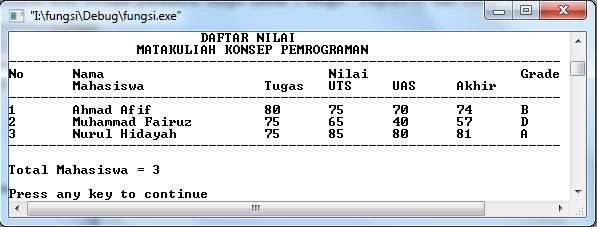 "I:\fungsi\Debug\fungsi.exe"
DAFTAR NILAI
MATAKULIAH KONSEP PEMROGRAMAN
No Nama Nilai Grade
Mahasiswa Tugas UTS UAS Akhir
1 Ahmad Afif 80 75 70 74 B
2 Muhammad Fairuz 75 65 40 57 D
3 Nurul Hidayah 75 85 80 81 A
Total Mahasiswa = 3
Press any key to continue